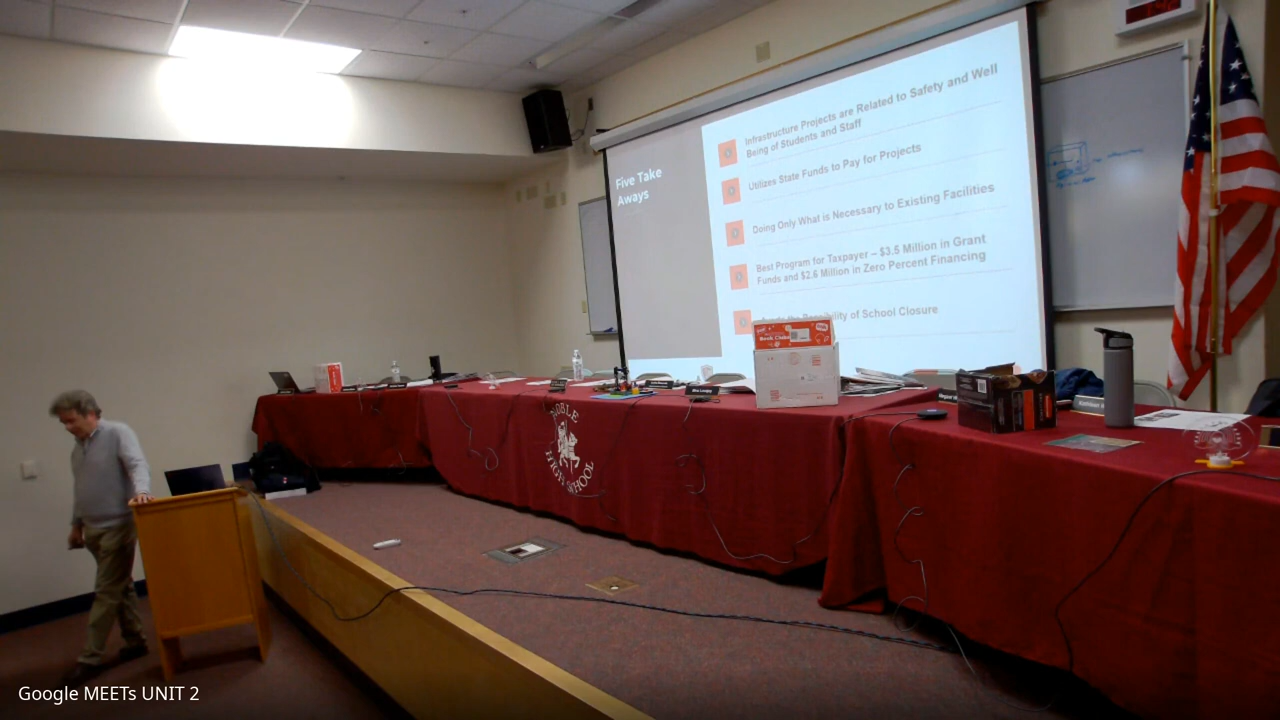 Five Take
Aways
Infrastructure Projects are Related to Safety and Well
Being of Students and Staff
Utilizes State Funds to Pay for Projects
Doing Only What is Necessary to Existing Facilities
Best Program for Taxpayer – $3.5 Million in Grant
Funds and $2.6 Million in Zero Percent Financing
of School Closure
Book Clubs
NOBLE
HIGH SCHOOL
Google MEETs UNIT 2